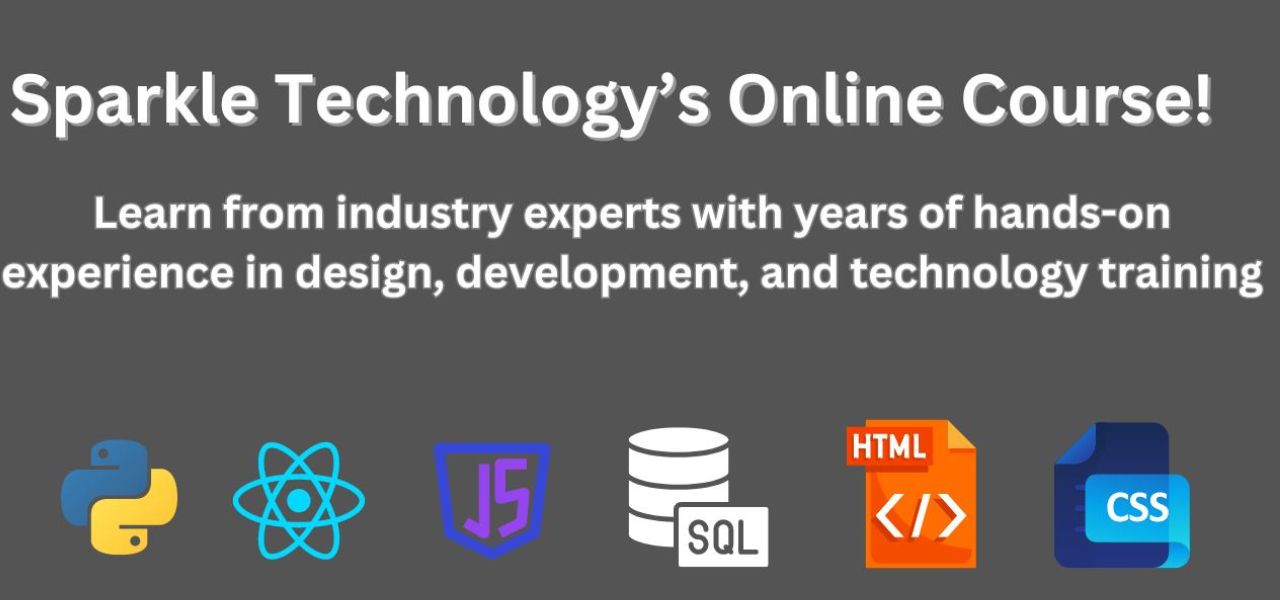 Sparkle Technology’s Online Course!
Learn from industry experts with years of hands-on
experience in design, development, and technology training
JS
SQL
HTML
</>
CSS